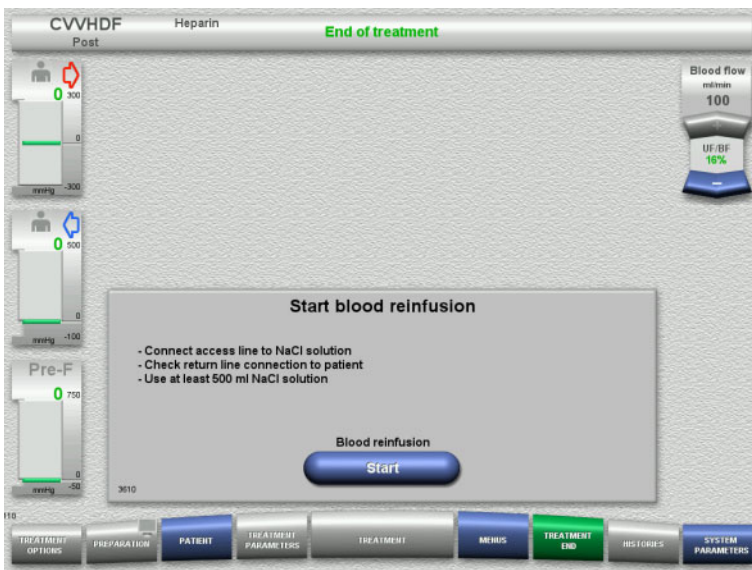 CVVHDF
Heparin
End of treatment
Post
0
300
0
mmHg
-300
Blood flow
ml/min
100
UF/BF
16%
0
500
0
mmHg
-100
Pre-F
0
750
0
mmHg
-50
Start blood reinfusion
- Connect access line to NaCl solution
- Check return line connection to patient
- Use at least 500 ml NaCl solution
Blood reinfusion
Start
3610
110
TREATMENT
OPTIONS
PREPARATION
PATIENT
TREATMENT
PARAMETERS
TREATMENT
MENUS
TREATMENT
END
HISTORIES
SYSTEM
PARAMETERS